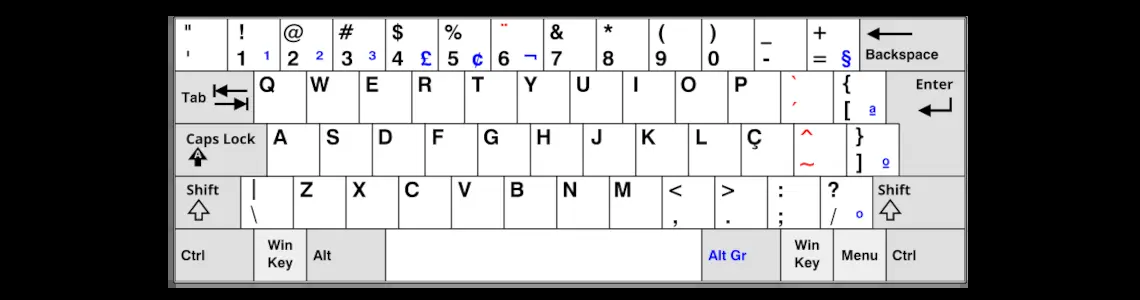 " ! @ # $ % ¨ & * ( ) _ +
' 1 ¹ 2 ² 3 ³ 4 £ 5 ¢ 6 ¬ 7 8 9 0 - = § Backspace
Tab Q W E R T Y U I O P ` { Enter
´ [ ª
Caps Lock A S D F G H J K L Ç ^ }
A ~ ] º
Shift | Z X C V B N M < > : ? Shift
\ , . ; / °
Ctrl Win Key Alt Alt Gr Win Key Menu Ctrl